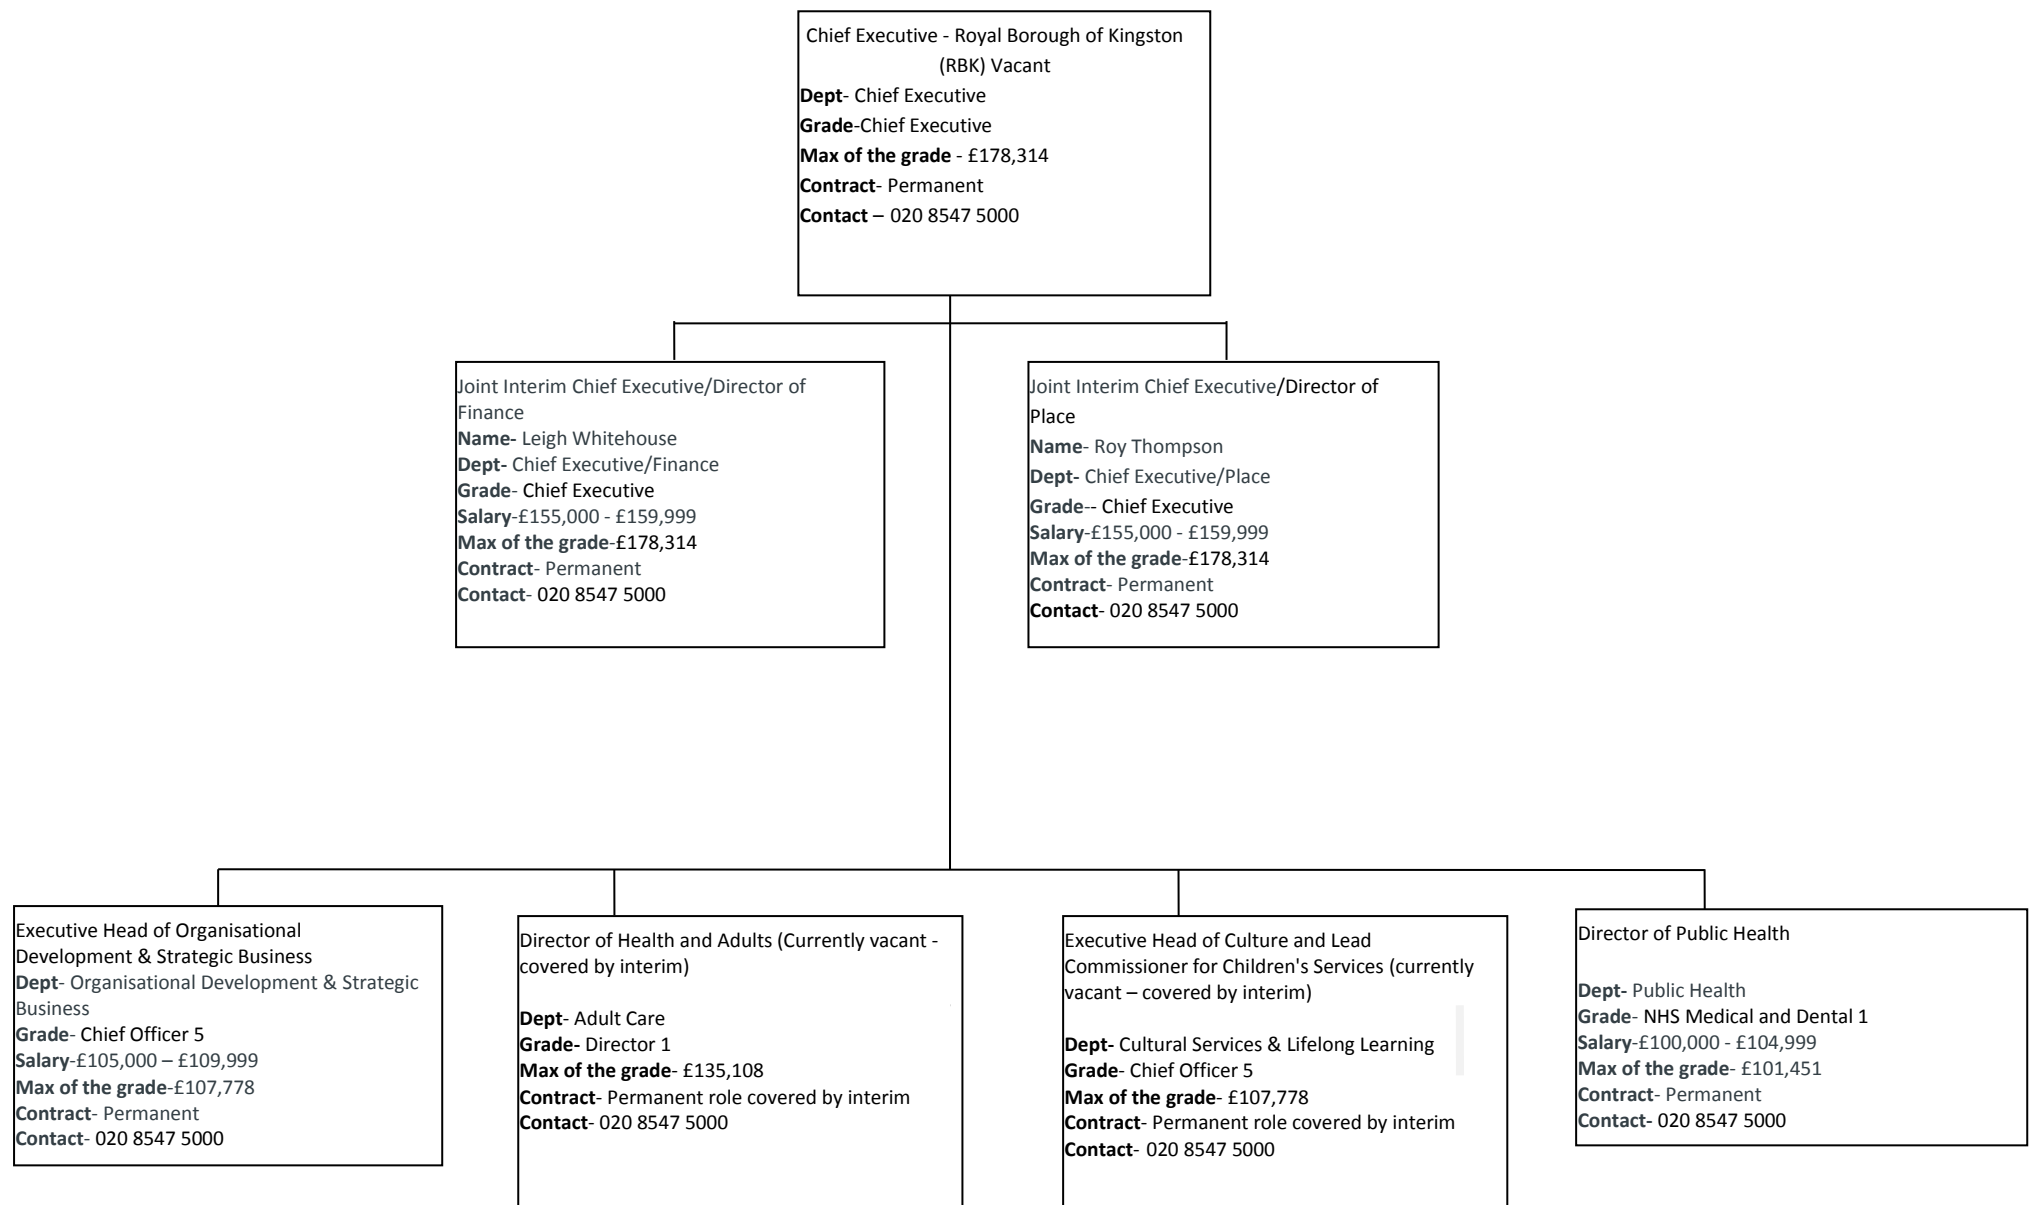 Chief Executive - Royal Borough of Kingston
(RBK) Vacant
Dept- Chief Executive
Grade-Chief Executive
Max of the grade - £178,314
Contract- Permanent
Contact – 020 8547 5000
Joint Interim Chief Executive/Director of
Finance
Name- Leigh Whitehouse
Dept- Chief Executive/Finance
Grade- Chief Executive
Salary-£155,000 - £159,999
Max of the grade-£178,314
Contract- Permanent
Contact- 020 8547 5000
Joint Interim Chief Executive/Director of
Place
Name- Roy Thompson
Dept- Chief Executive/Place
Grade-- Chief Executive
Salary-£155,000 - £159,999
Max of the grade-£178,314
Contract- Permanent
Contact- 020 8547 5000
Executive Head of Organisational
Development & Strategic Business
Dept- Organisational Development & Strategic
Business
Grade- Chief Officer 5
Salary-£105,000 – £109,999
Max of the grade-£107,778
Contract- Permanent
Contact- 020 8547 5000
Director of Health and Adults (Currently vacant -
covered by interim)
Dept- Adult Care
Grade- Director 1
Max of the grade- £135,108
Contract- Permanent role covered by interim
Contact- 020 8547 5000
Executive Head of Culture and Lead
Commissioner for Children's Services (currently
vacant – covered by interim)
Dept- Cultural Services & Lifelong Learning
Grade- Chief Officer 5
Max of the grade- £107,778
Contract- Permanent role covered by interim
Contact- 020 8547 5000
Director of Public Health
Dept- Public Health
Grade- NHS Medical and Dental 1
Salary-£100,000 - £104,999
Max of the grade- £101,451
Contract- Permanent
Contact- 020 8547 5000